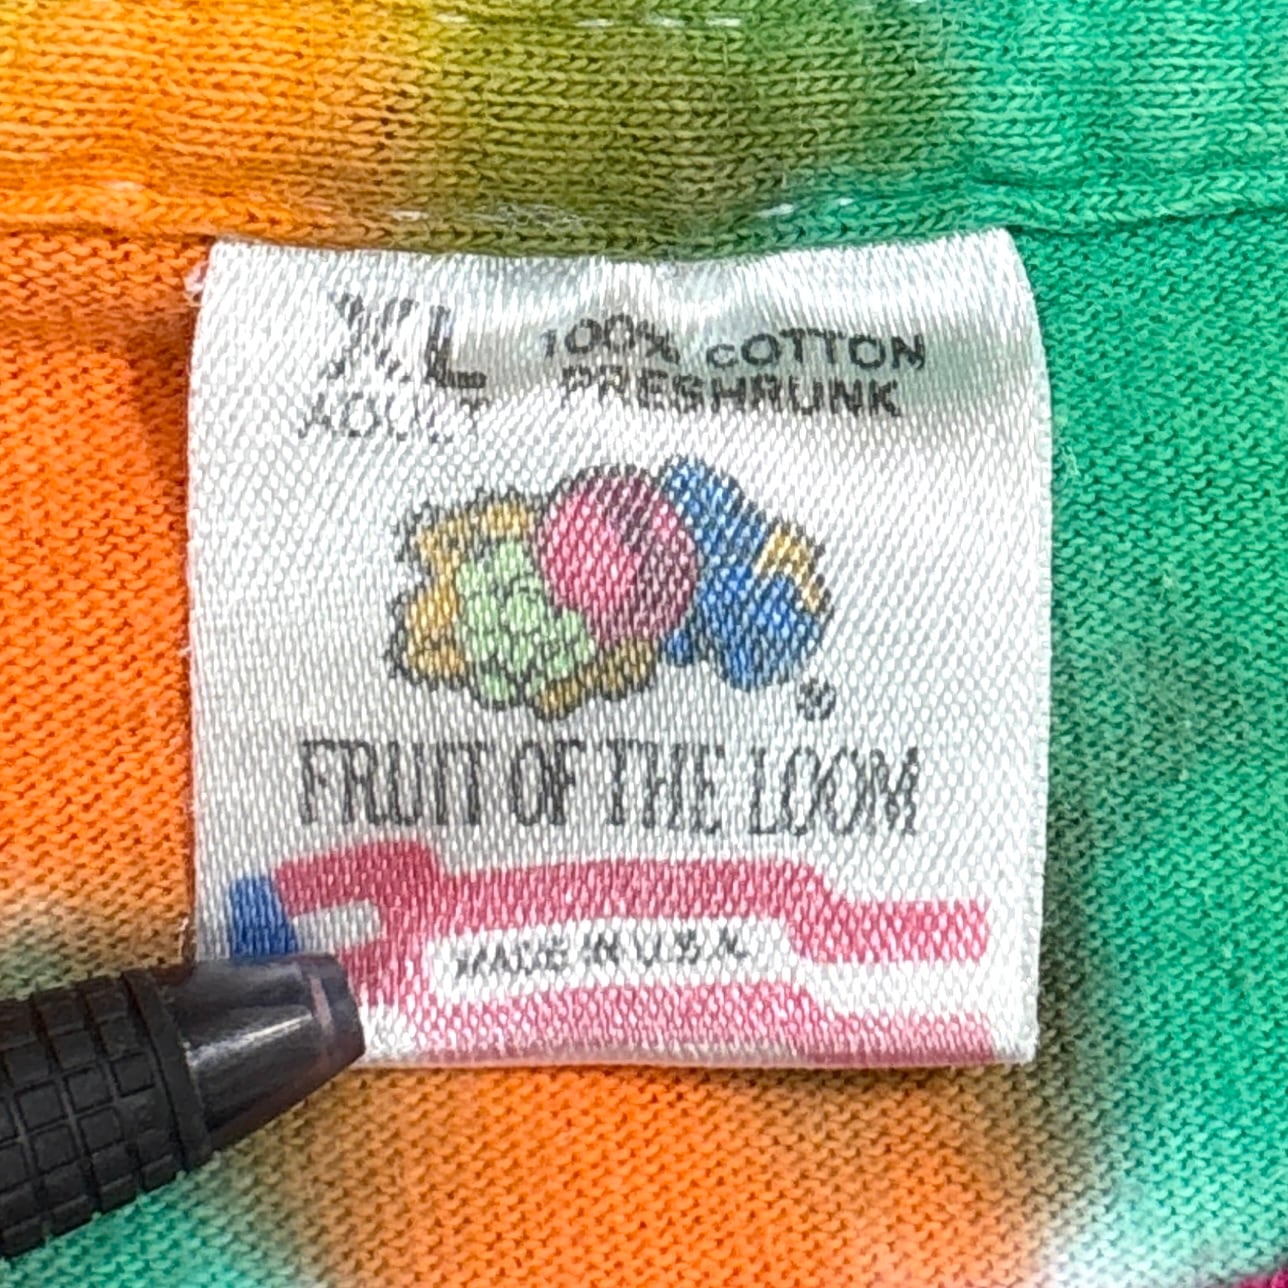 XL
ADULT
100% COTTON
PRESHRUNK
®
FRUIT OF THE LOOM
MADE IN U.S.A.